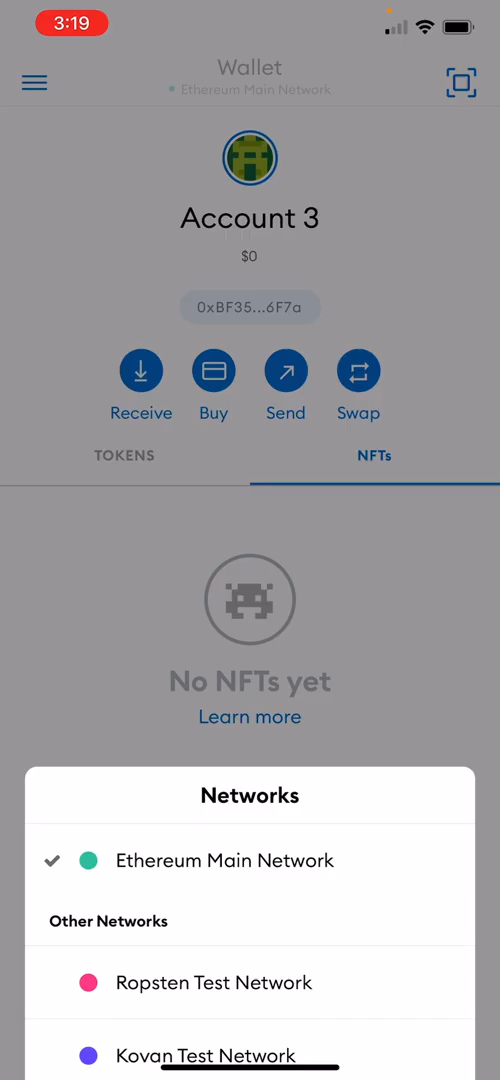 3:19
Wallet
Ethereum Main Network
Account 3
$0
0xBF35...6F7a
Receive Buy Send Swap
TOKENS NFTs
No NFTs yet
Learn more
Networks
Ethereum Main Network
Other Networks
Ropsten Test Network
Kovan Test Network